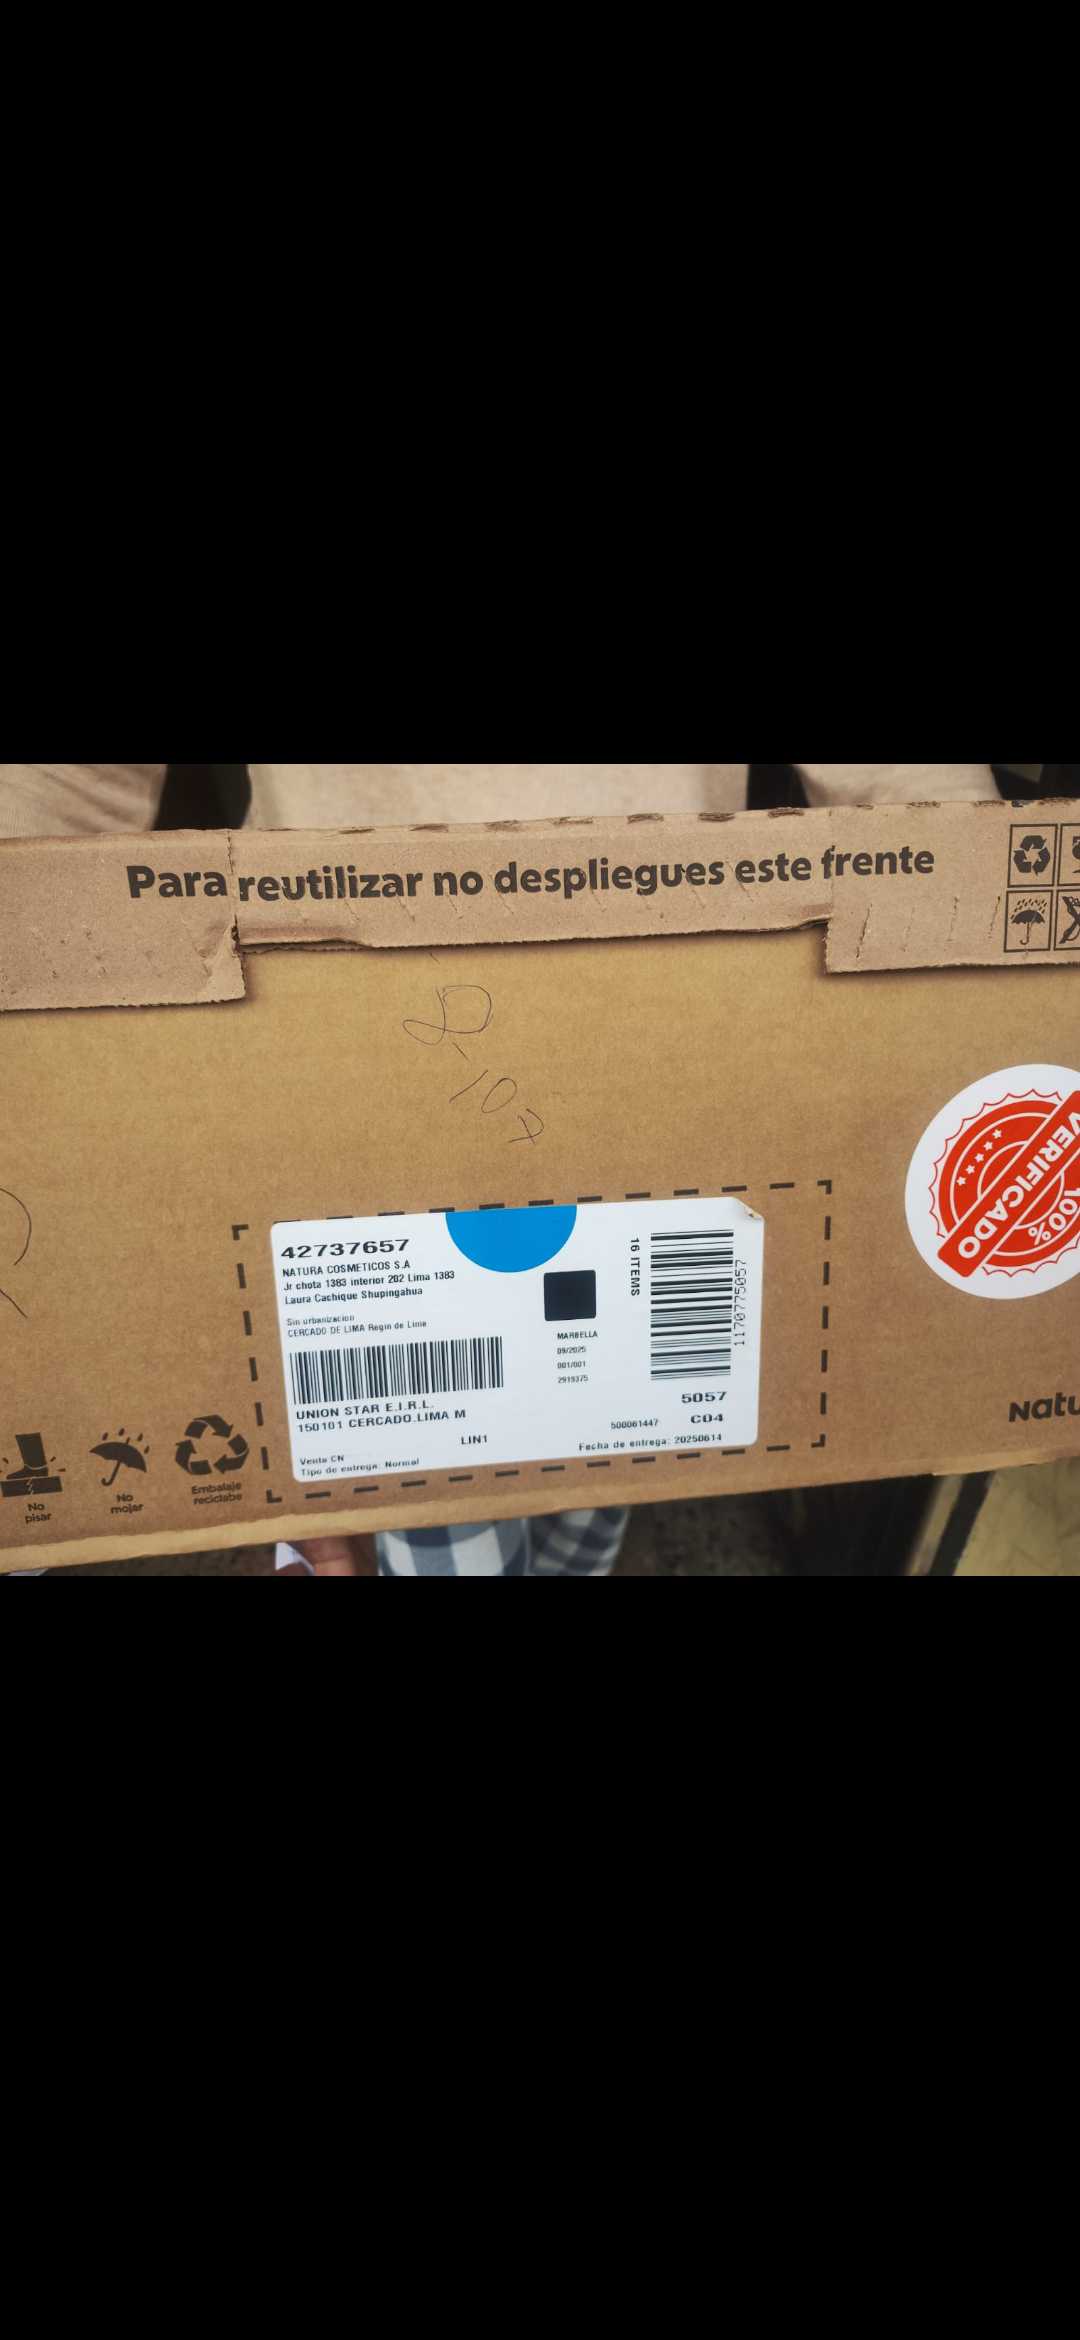 Para reutilizar no despliegues este frente
VERIFICADO
100%
42737657
NATURA COSMETICOS S.A
Jr chota 1383 interior 202 Lima 1383
Laura Cachique Shupingahua
Sin urbanizacion
CERCADO DE LIMA Regin de Lima
UNION STAR E.I.R.L.
150101 CERCADO.LIMA M
LIN1
Venta CN
Tipo de entrega: Normal
MARBELLA
09/2025
001/001
2919375
16 ITEMS
1170775057
5057
500061447 C04
Fecha de entrega: 20250614
Natu
No pisar
No mojar
Embalaje
reciclabe